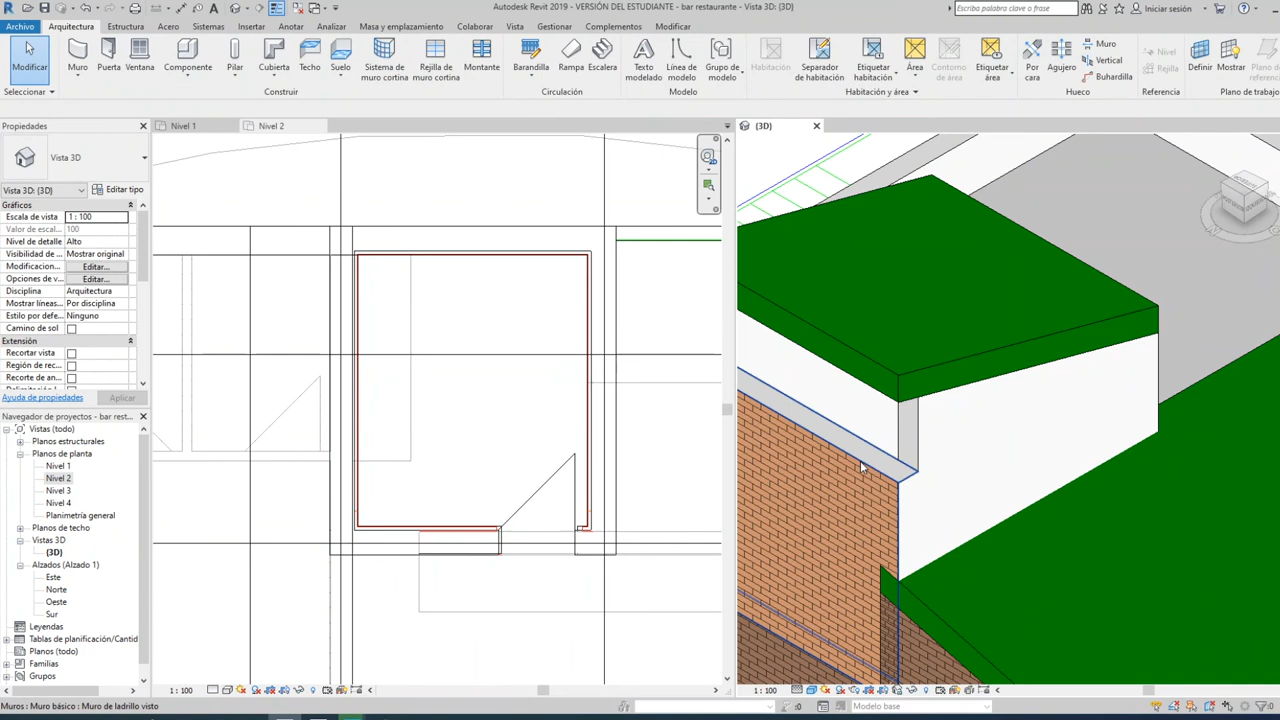 Autodesk Revit 2019 - VERSIÓN DEL ESTUDIANTE - bar restaurante - Vista 3D: {3D}
Escriba palabra clave o frase
Iniciar sesión
Archivo Arquitectura Estructura Acero Sistemas Insertar Anotar Analizar Masa y emplazamiento Colaborar Vista Gestionar Complementos Modificar
Modificar Muro Puerta Ventana Componente Pilar Cubierta Techo Suelo Sistema de muro cortina Rejilla de muro cortina Montante Barandilla Rampa Escalera Texto modelado Línea de modelo Grupo de modelo Habitación Separador de habitación Etiquetar habitación Área Contorno de área Etiquetar área Por cara Agujero Muro Vertical Buhardilla Nivel Rejilla Definir Mostrar Plano de referenc
Seleccionar Construir Circulación Modelo Habitación y área Hueco Referencia Plano de trabajo
Propiedades
Nivel 1
Nivel 2
{3D}
Vista 3D
Vista 3D: {3D} Editar tipo
Gráficos
Escala de vista 1 : 100
Valor de escal... 100
Nivel de detalle Alto
Visibilidad de ... Mostrar original
Modificacion... Editar...
Opciones de v... Editar...
Disciplina Arquitectura
Mostrar líneas... Por disciplina
Estilo por defe... Ninguno
Camino de sol
Extensión
Recortar vista
Región de rec...
Recorte de an...
Ayuda de propiedades Aplicar
Navegador de proyectos - bar rest...
Vistas (todo)
Planos estructurales
Planos de planta
Nivel 1
Nivel 2
Nivel 3
Nivel 4
Planimetría general
Planos de techo
Vistas 3D
{3D}
Alzados (Alzado 1)
Este
Norte
Oeste
Sur
Leyendas
Tablas de planificación/Cantid
Planos (todo)
Familias
Grupos
1 : 100
1 : 100
Muros : Muro básico : Muro de ladrillo visto
:0
Modelo base
:0